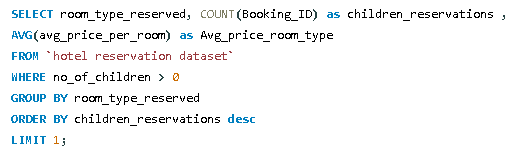 SELECT room_type_reserved, COUNT(Booking_ID) as children_reservations ,
AVG(avg_price_per_room) as Avg_price_room_type
FROM `hotel reservation dataset`
WHERE no_of_children > 0
GROUP BY room_type_reserved
ORDER BY children_reservations desc
LIMIT 1;